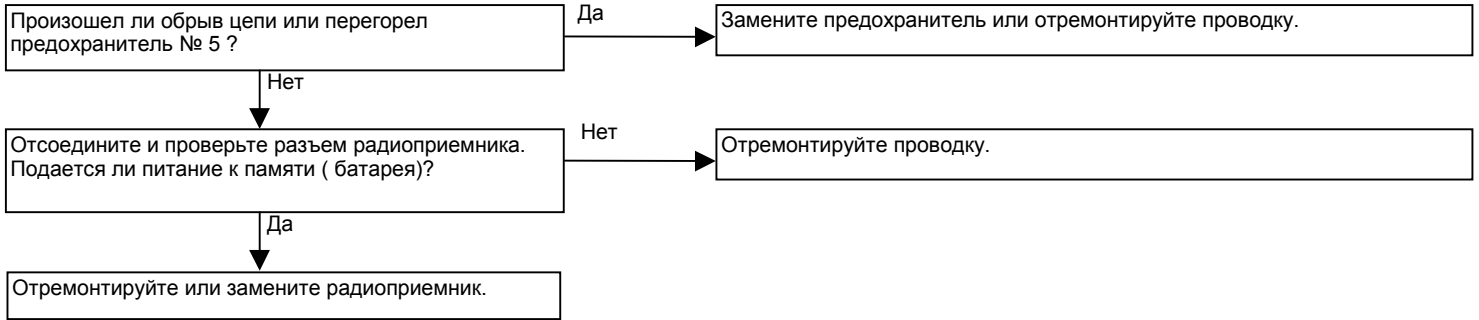 Произошел ли обрыв цепи или перегорел
предохранитель № 5 ?
Да
Замените предохранитель или отремонтируйте проводку.
Нет
Отсоедините и проверьте разъем радиоприемника.
Подается ли питание к памяти ( батарея)?
Нет
Отремонтируйте проводку.
Да
Отремонтируйте или замените радиоприемник.